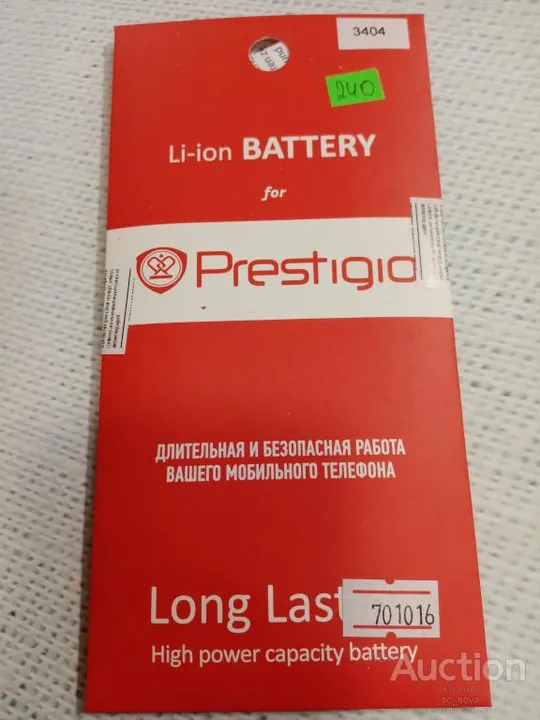 3404
240
Li-ion BATTERY
for
Prestigio
ДЛИТЕЛЬНАЯ И БЕЗОПАСНАЯ РАБОТА
ВАШЕГО МОБИЛЬНОГО ТЕЛЕФОНА
Long Last
701016
High power capacity battery
Auction
sc_sova